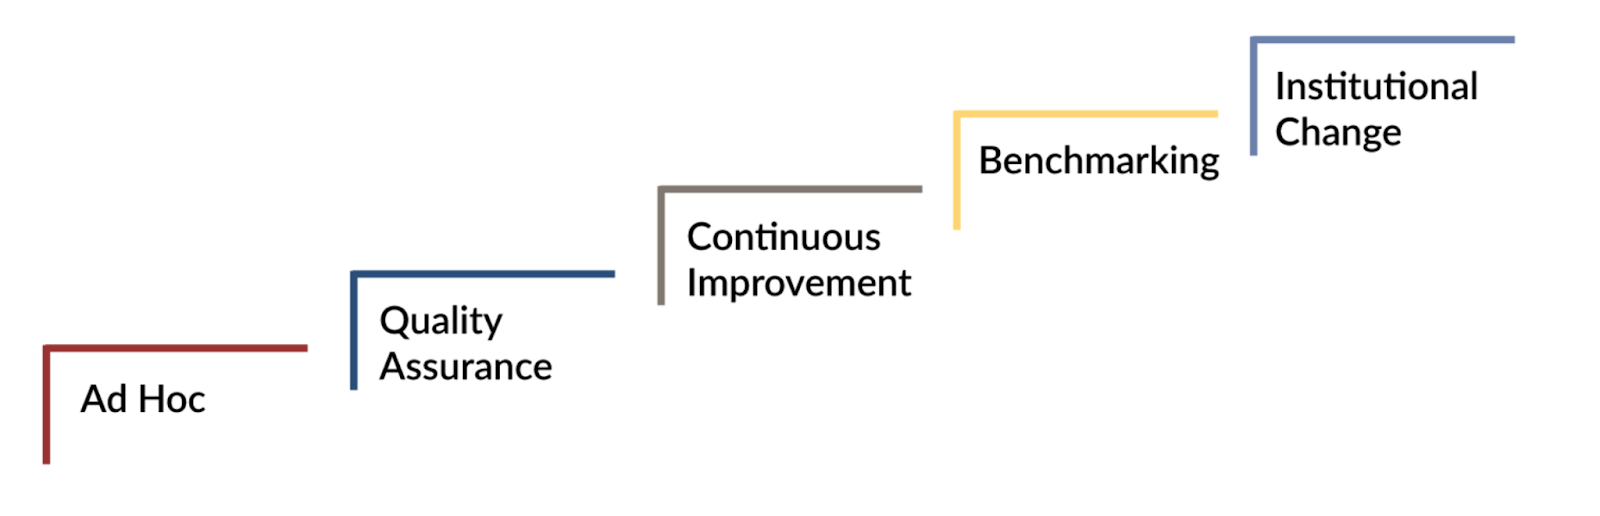 Ad Hoc
Quality
Assurance
Continuous
Improvement
Benchmarking
Institutional
Change